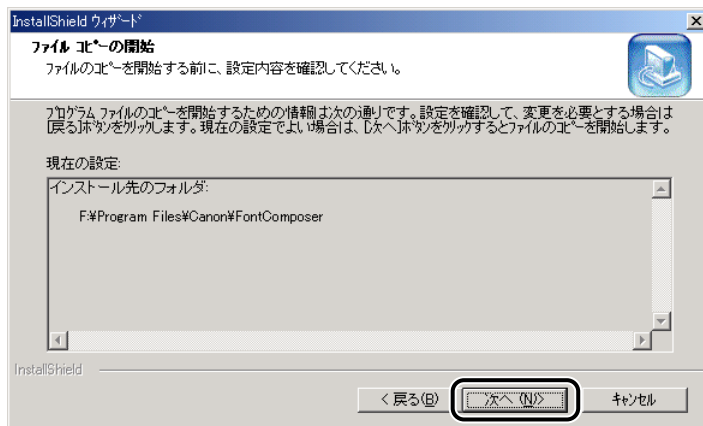 InstallShield ウィザード
ファイル コピーの開始
ファイルのコピーを開始する前に、設定内容を確認してください。
プログラム ファイルのコピーを開始するための情報は次の通りです。設定を確認して、変更を必要とする場合は
[戻る]ボタンをクリックします。現在の設定でよい場合は、[次へ]ボタンをクリックするとファイルのコピーを開始します。
現在の設定:
インストール先のフォルダ:
F:¥Program Files¥Canon¥FontComposer
InstallShield
< 戻る(B) 次へ (N)> キャンセル